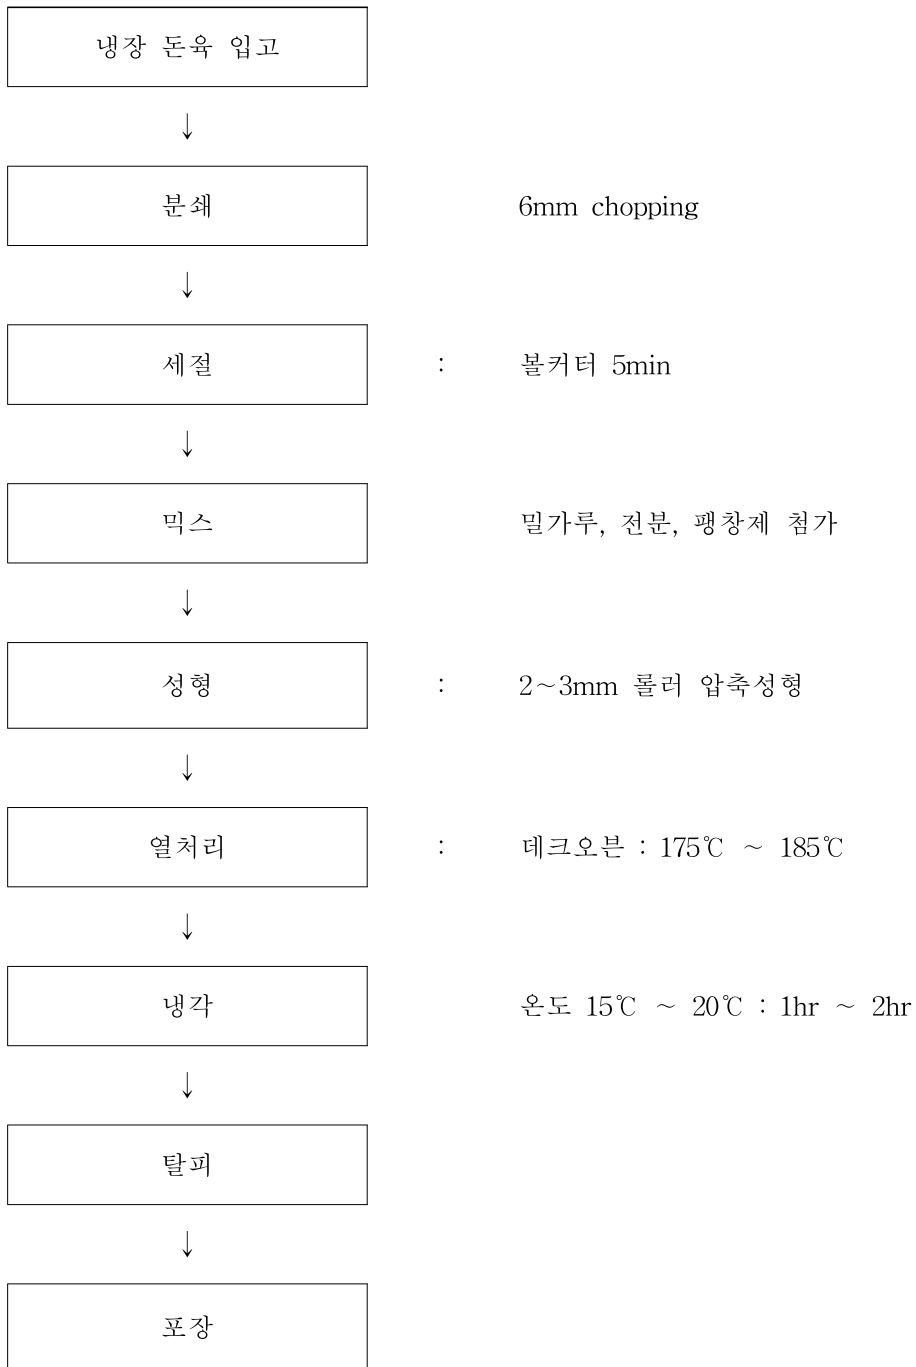 냉장 돈육 입고
↓
분쇄 6mm chopping
↓
세절 : 볼커터 5min
↓
믹스 밀가루, 전분, 팽창제 첨가
↓
성형 : 2~3mm 롤러 압축성형
↓
열처리 : 데크오븐 : 175℃ ~ 185℃
↓
냉각 온도 15℃ ~ 20℃ : 1hr ~ 2hr
↓
탈피
↓
포장